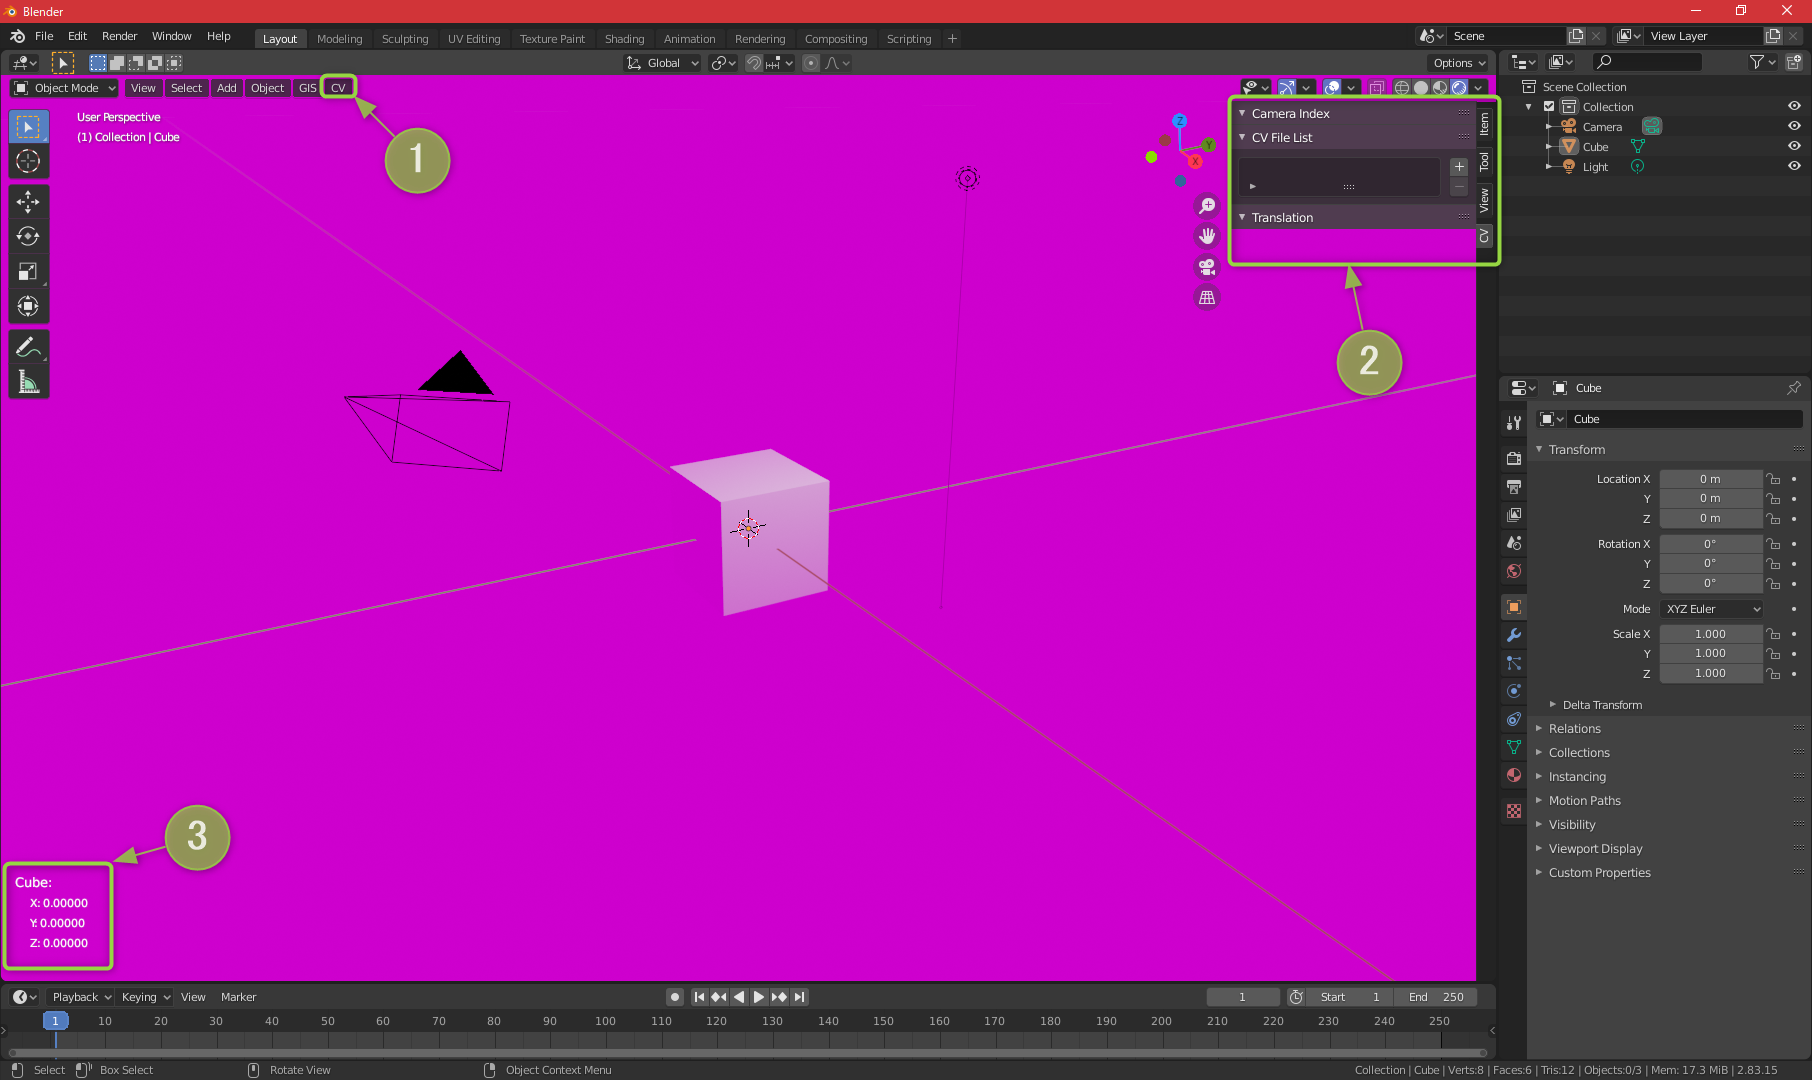 Blender
File Edit Render Window Help
Layout Modeling Sculpting UV Editing Texture Paint Shading Animation Rendering Compositing Scripting +
Scene
View Layer
Global
Options
Object Mode
View Select Add Object GIS CV
User Perspective
(1) Collection | Cube
1
Z
Y
X
Camera Index
CV File List
Translation
Item
Tool
View
CV
2
3
Cube:
X: 0.00000
Y: 0.00000
Z: 0.00000
Scene Collection
Collection
Camera
Cube
Light
Cube
Cube
Transform
Location X 0 m
Y 0 m
Z 0 m
Rotation X 0°
Y 0°
Z 0°
Mode XYZ Euler
Scale X 1.000
Y 1.000
Z 1.000
Delta Transform
Relations
Collections
Instancing
Motion Paths
Visibility
Viewport Display
Custom Properties
Playback Keying View Marker
1 Start 1 End 250
1 10 20 30 40 50 60 70 80 90 100 110 120 130 140 150 160 170 180 190 200 210 220 230 240 250
Select Box Select Rotate View Object Context Menu
Collection | Cube | Verts:8 | Faces:6 | Tris:12 | Objects:0/3 | Mem: 17.3 MiB | 2.83.15